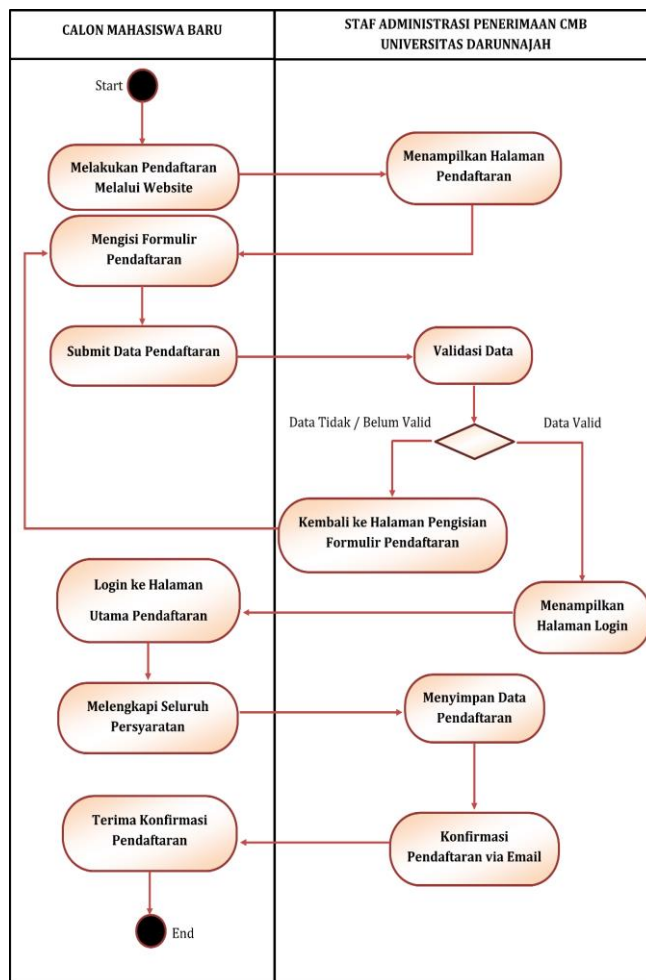 CALON MAHASISWA BARU
STAF ADMINISTRASI PENERIMAAN CMB
UNIVERSITAS DARUNNAJAH
Start
Melakukan Pendaftaran
Melalui Website
Menampilkan Halaman
Pendaftaran
Mengisi Formulir
Pendaftaran
Submit Data Pendaftaran
Validasi Data
Data Tidak / Belum Valid
Data Valid
Kembali ke Halaman Pengisian
Formulir Pendaftaran
Login ke Halaman
Utama Pendaftaran
Menampilkan
Halaman Login
Melengkapi Seluruh
Persyaratan
Menyimpan Data
Pendaftaran
Terima Konfirmasi
Pendaftaran
Konfirmasi
Pendaftaran via Email
End